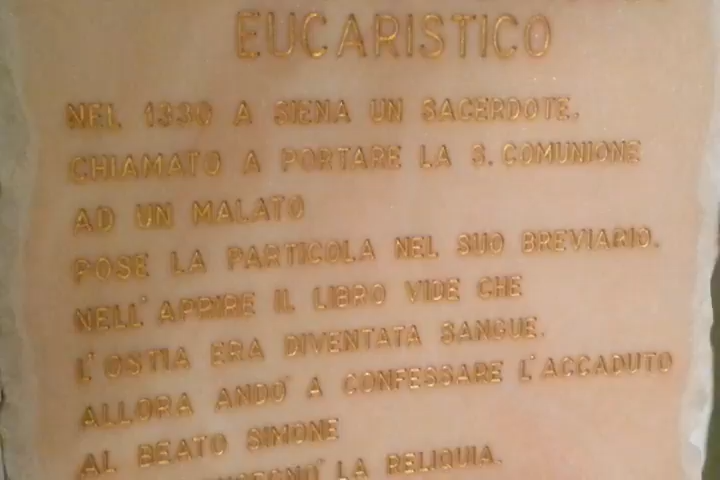 EUCARISTICO
NEL 1330 A SIENA UN SACERDOTE.
CHIAMATO A PORTARE LA S. COMUNIONE
AD UN MALATO
POSE LA PARTICOLA NEL SUO BREVIARIO.
NELL'APRIRE IL LIBRO VIDE CHE
L'OSTIA ERA DIVENTATA SANGUE.
ALLORA ANDO' A CONFESSARE L'ACCADUTO
AL BEATO SIMONE
LA RELIQUIA.